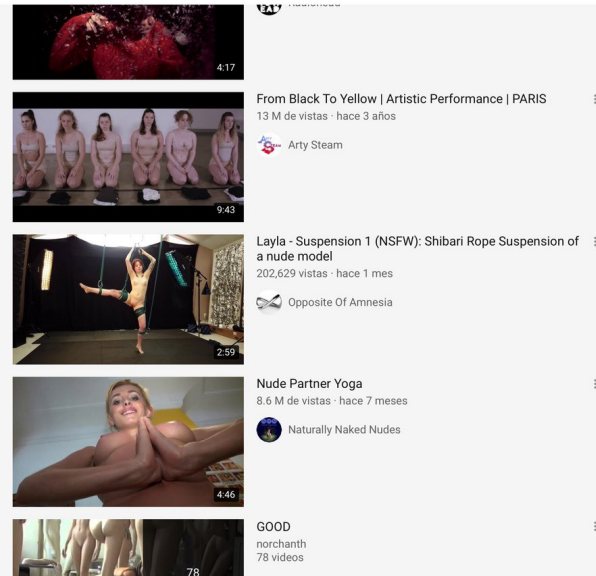 4:17
From Black To Yellow | Artistic Performance | PARIS
13 M de vistas · hace 3 años
Arty Steam
9:43
Layla - Suspension 1 (NSFW): Shibari Rope Suspension of
a nude model
202,629 vistas · hace 1 mes
Opposite Of Amnesia
2:59
Nude Partner Yoga
8.6 M de vistas · hace 7 meses
Naturally Naked Nudes
4:46
GOOD
norchanth
78 videos
78